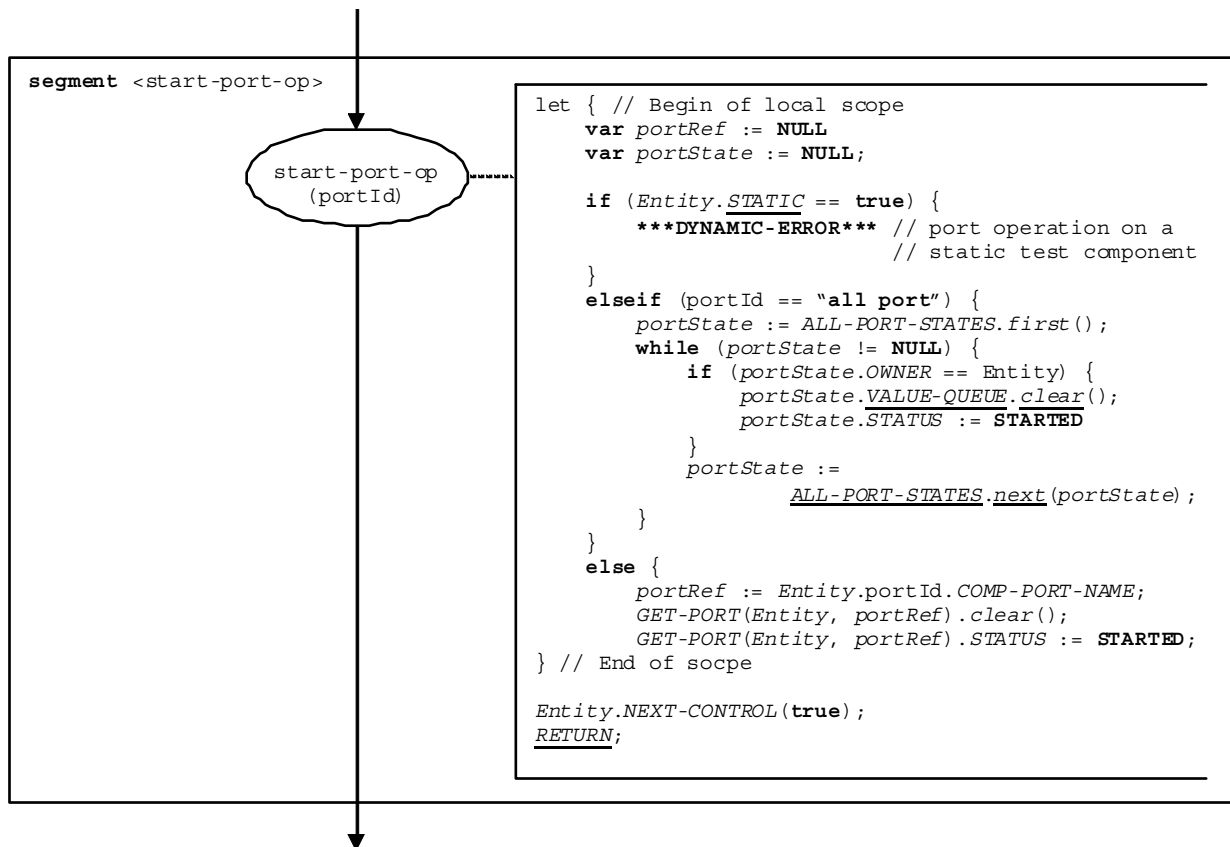 segment <start-port-op>
start-port-op
(portId)
let { // Begin of local scope
var portRef := NULL
var portState := NULL;
if (Entity.STATIC == true) {
***DYNAMIC-ERROR*** // port operation on a
// static test component
}
elseif (portId == “all port”) {
portState := ALL-PORT-STATES.first();
while (portState != NULL) {
if (portState.OWNER == Entity) {
portState.VALUE-QUEUE.clear();
portState.STATUS := STARTED
}
portState :=
ALL-PORT-STATES.next(portState);
}
}
else {
portRef := Entity.portId.COMP-PORT-NAME;
GET-PORT(Entity, portRef).clear();
GET-PORT(Entity, portRef).STATUS := STARTED;
} // End of socpe
Entity.NEXT-CONTROL(true);
RETURN;